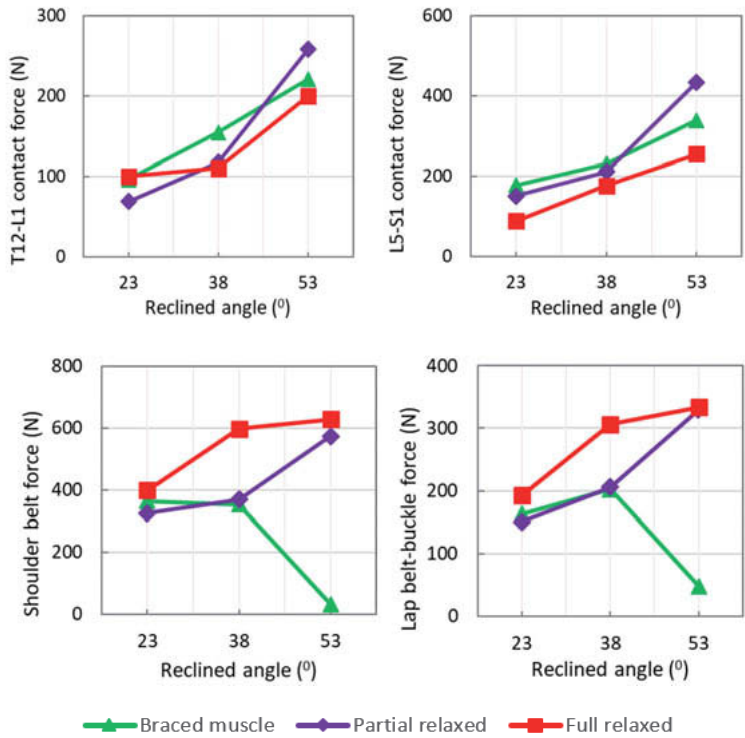 T12-L1 contact force (N)
300
200
100
0
23 38 53
Reclined angle (⁰)
L5-S1 contact force (N)
600
400
200
0
23 38 53
Reclined angle (⁰)
Shoulder belt force (N)
800
600
400
200
0
23 38 53
Reclined angle (⁰)
Lap belt-buckle force (N)
400
300
200
100
0
23 38 53
Reclined angle (⁰)
Braced muscle Partial relaxed Full relaxed